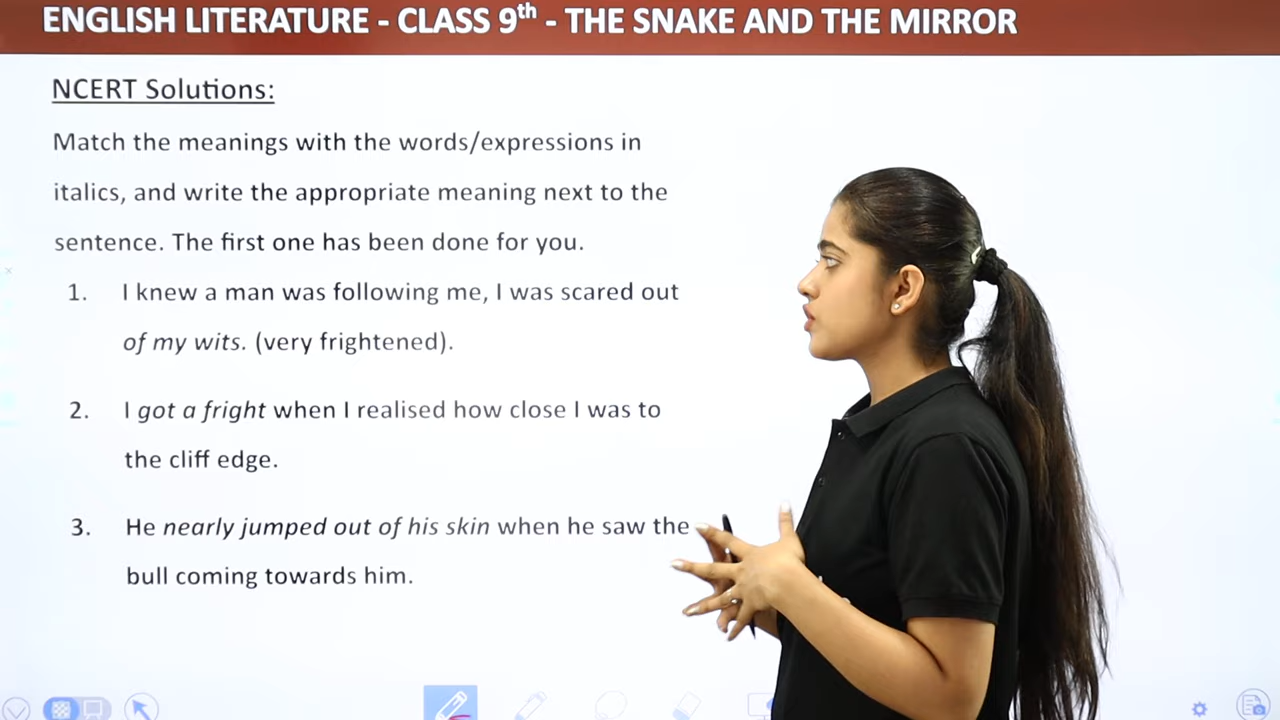 ENGLISH LITERATURE - CLASS 9th - THE SNAKE AND THE MIRROR
NCERT Solutions:
Match the meanings with the words/expressions in
italics, and write the appropriate meaning next to the
sentence. The first one has been done for you.
1. I knew a man was following me, I was scared out
of my wits. (very frightened).
2. I got a fright when I realised how close I was to
the cliff edge.
3. He nearly jumped out of his skin when he saw the
bull coming towards him.